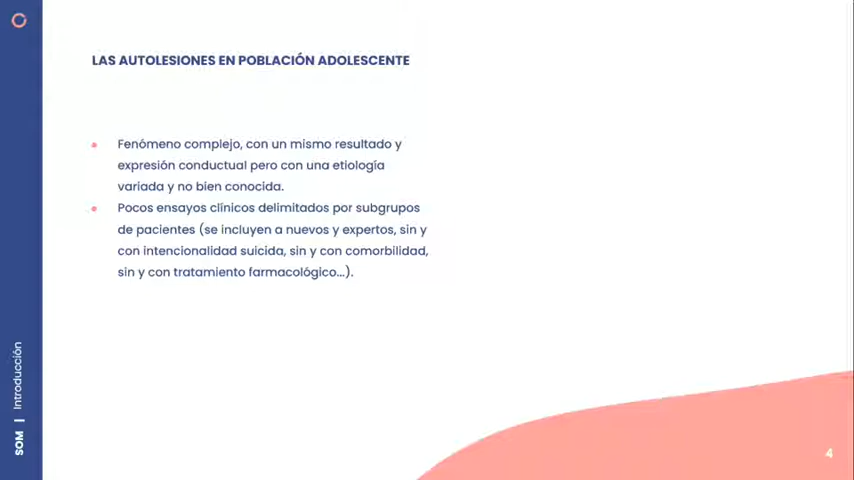 LAS AUTOLESIONES EN POBLACIÓN ADOLESCENTE
Fenómeno complejo, con un mismo resultado y
expresión conductual pero con una etiología
variada y no bien conocida.
Pocos ensayos clínicos delimitados por subgrupos
de pacientes (se incluyen a nuevos y expertos, sin y
con intencionalidad suicida, sin y con comorbilidad,
sin y con tratamiento farmacológico...).
SOM | Introducción
4